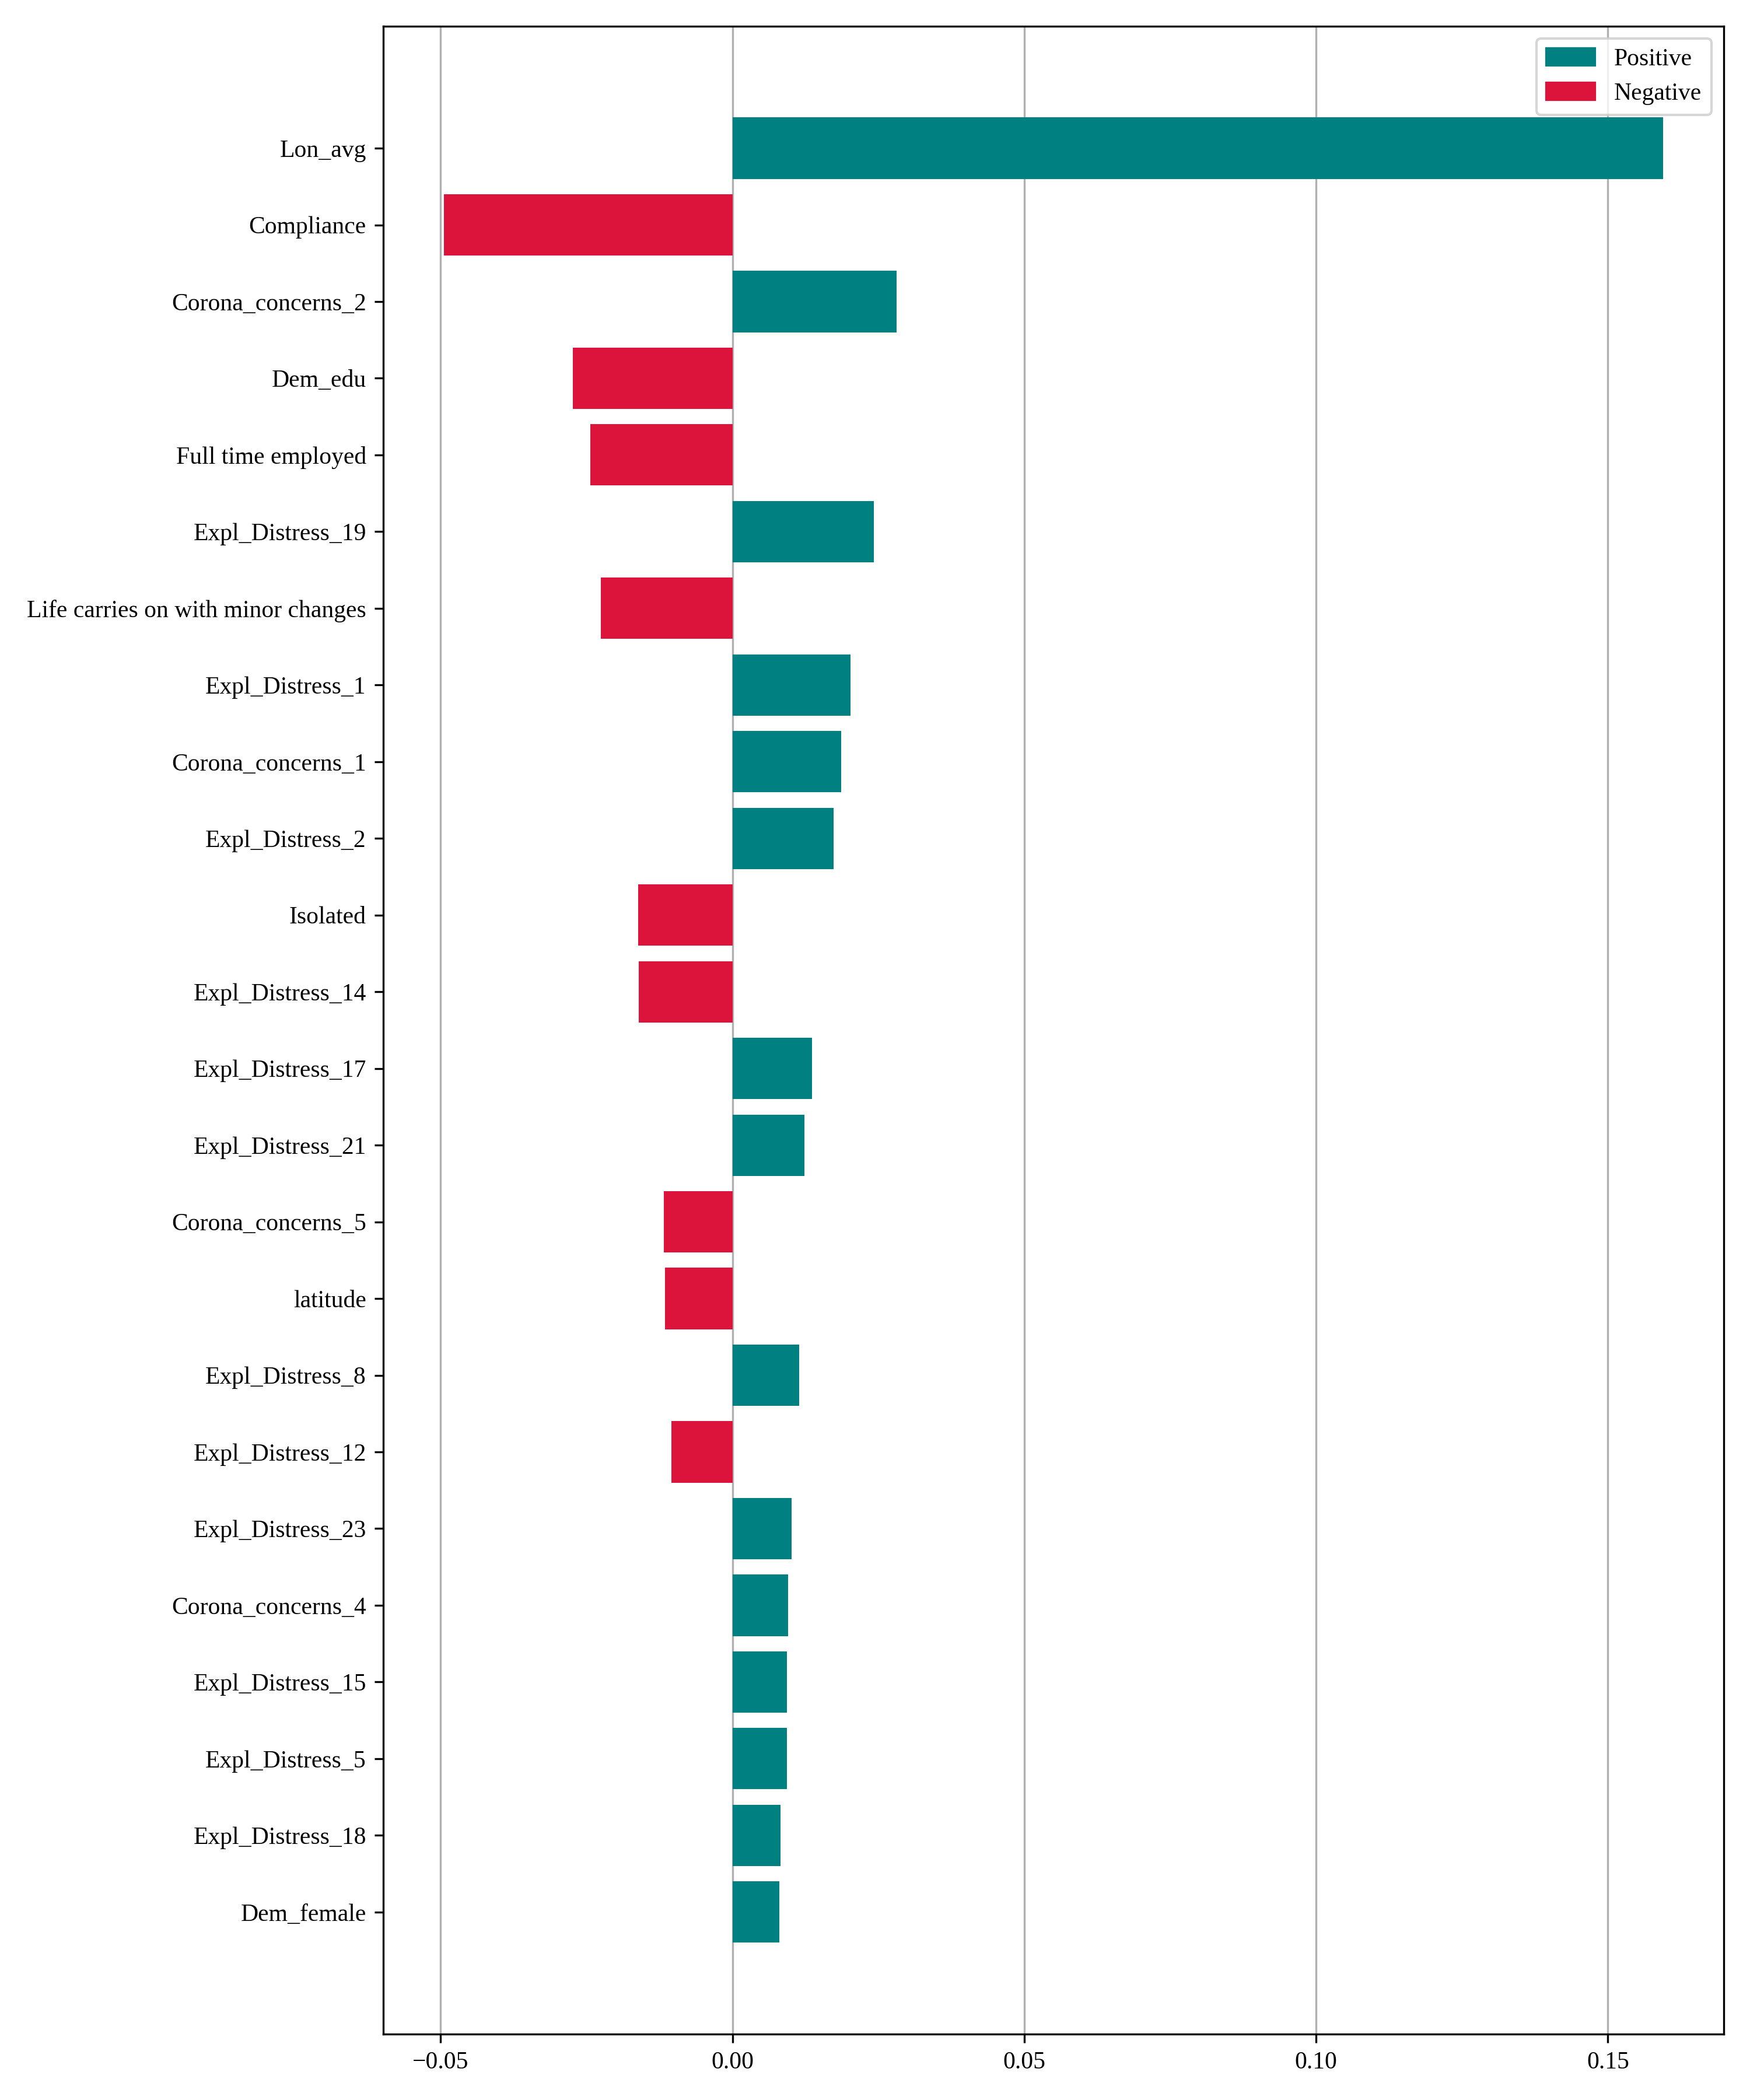 Positive
Negative
Lon_avg
Compliance
Corona_concerns_2
Dem_edu
Full time employed
Expl_Distress_19
Life carries on with minor changes
Expl_Distress_1
Corona_concerns_1
Expl_Distress_2
Isolated
Expl_Distress_14
Expl_Distress_17
Expl_Distress_21
Corona_concerns_5
latitude
Expl_Distress_8
Expl_Distress_12
Expl_Distress_23
Corona_concerns_4
Expl_Distress_15
Expl_Distress_5
Expl_Distress_18
Dem_female
−0.05 0.00 0.05 0.10 0.15